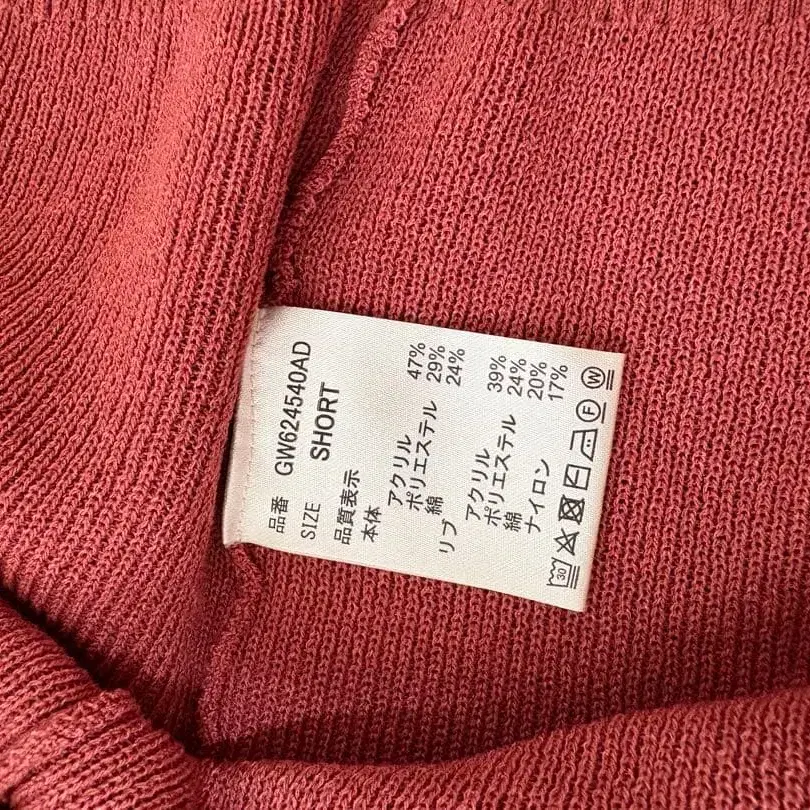 品番 GW624540AD
SIZE SHORT
品質表示
本体
アクリル 47%
ポリエステル 29%
綿 24%
リブ
アクリル 39%
ポリエステル 24%
綿 20%
ナイロン 17%
30 F W